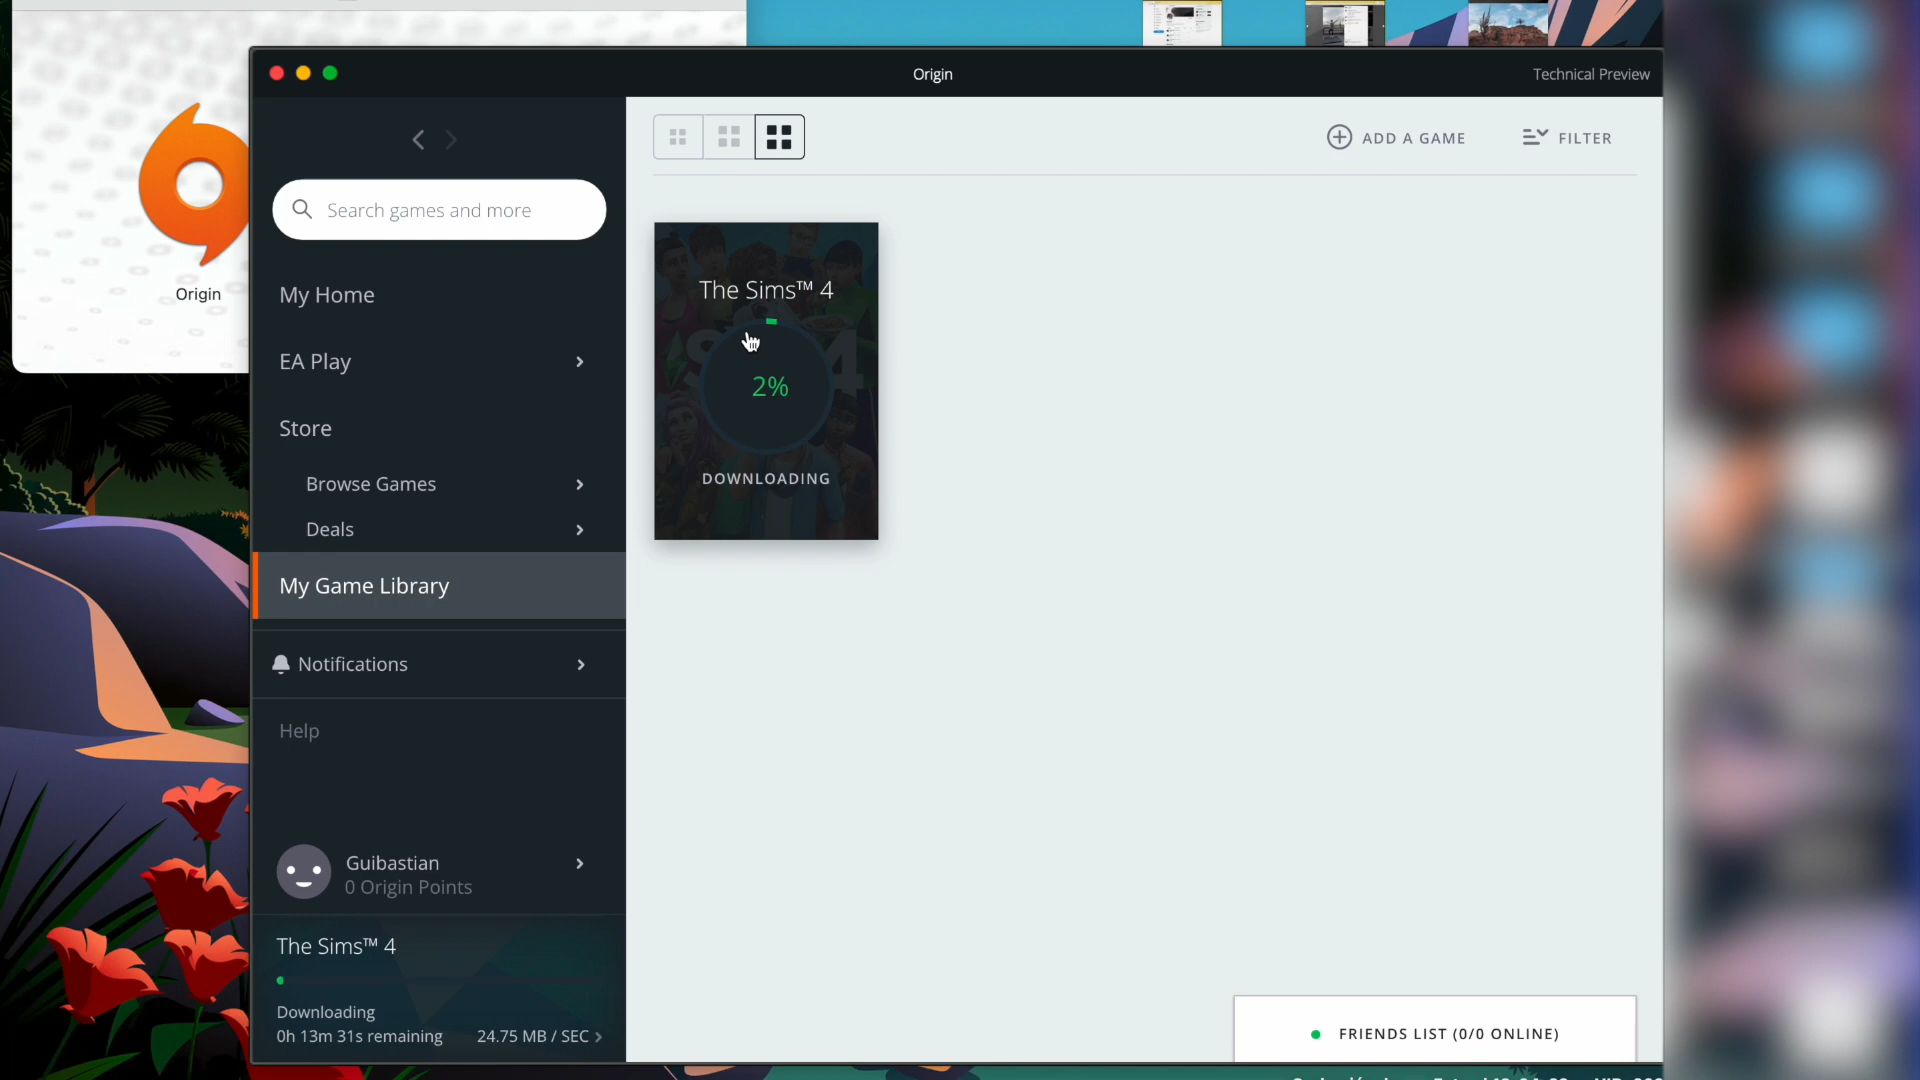 Origin
Technical Preview
Origin
Search games and more
My Home
EA Play
Store
Browse Games
Deals
My Game Library
Notifications
Help
Guibastian
0 Origin Points
The Sims™ 4
Downloading
0h 13m 31s remaining
24.75 MB / SEC
ADD A GAME
FILTER
The Sims™ 4
2%
DOWNLOADING
FRIENDS LIST (0/0 ONLINE)